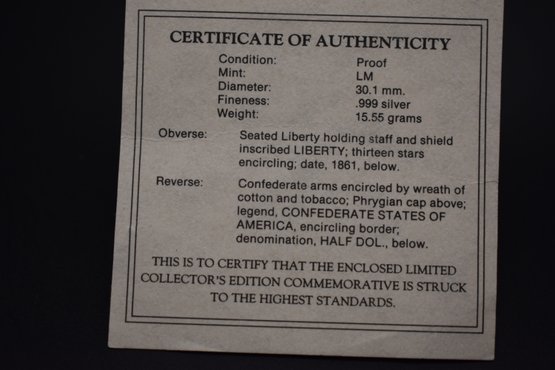 CERTIFICATE OF AUTHENTICITY
Condition: Proof
Mint: LM
Diameter: 30.1 mm.
Fineness: .999 silver
Weight: 15.55 grams
Obverse: Seated Liberty holding staff and shield
inscribed LIBERTY; thirteen stars
encircling; date, 1861, below.
Reverse: Confederate arms encircled by wreath of
cotton and tobacco; Phrygian cap above;
legend, CONFEDERATE STATES OF
AMERICA, encircling border;
denomination, HALF DOL., below.
THIS IS TO CERTIFY THAT THE ENCLOSED LIMITED
COLLECTOR'S EDITION COMMEMORATIVE IS STRUCK
TO THE HIGHEST STANDARDS.